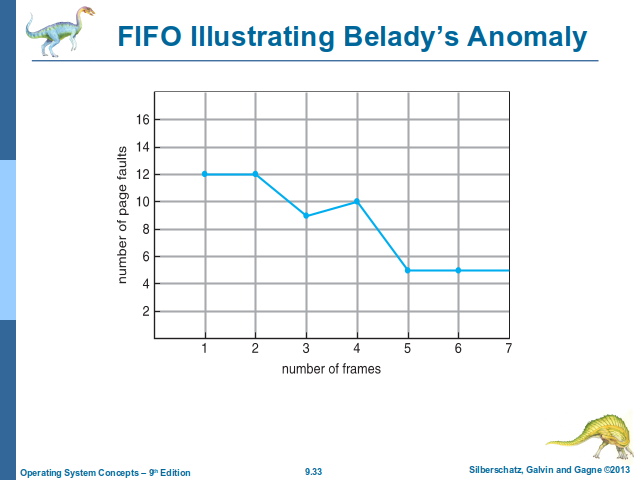 FIFO Illustrating Belady’s Anomaly
16
14
12
10
8
6
4
2
number of page faults
1 2 3 4 5 6 7
number of frames
Operating System Concepts – 9th Edition
9.33
Silberschatz, Galvin and Gagne ©2013